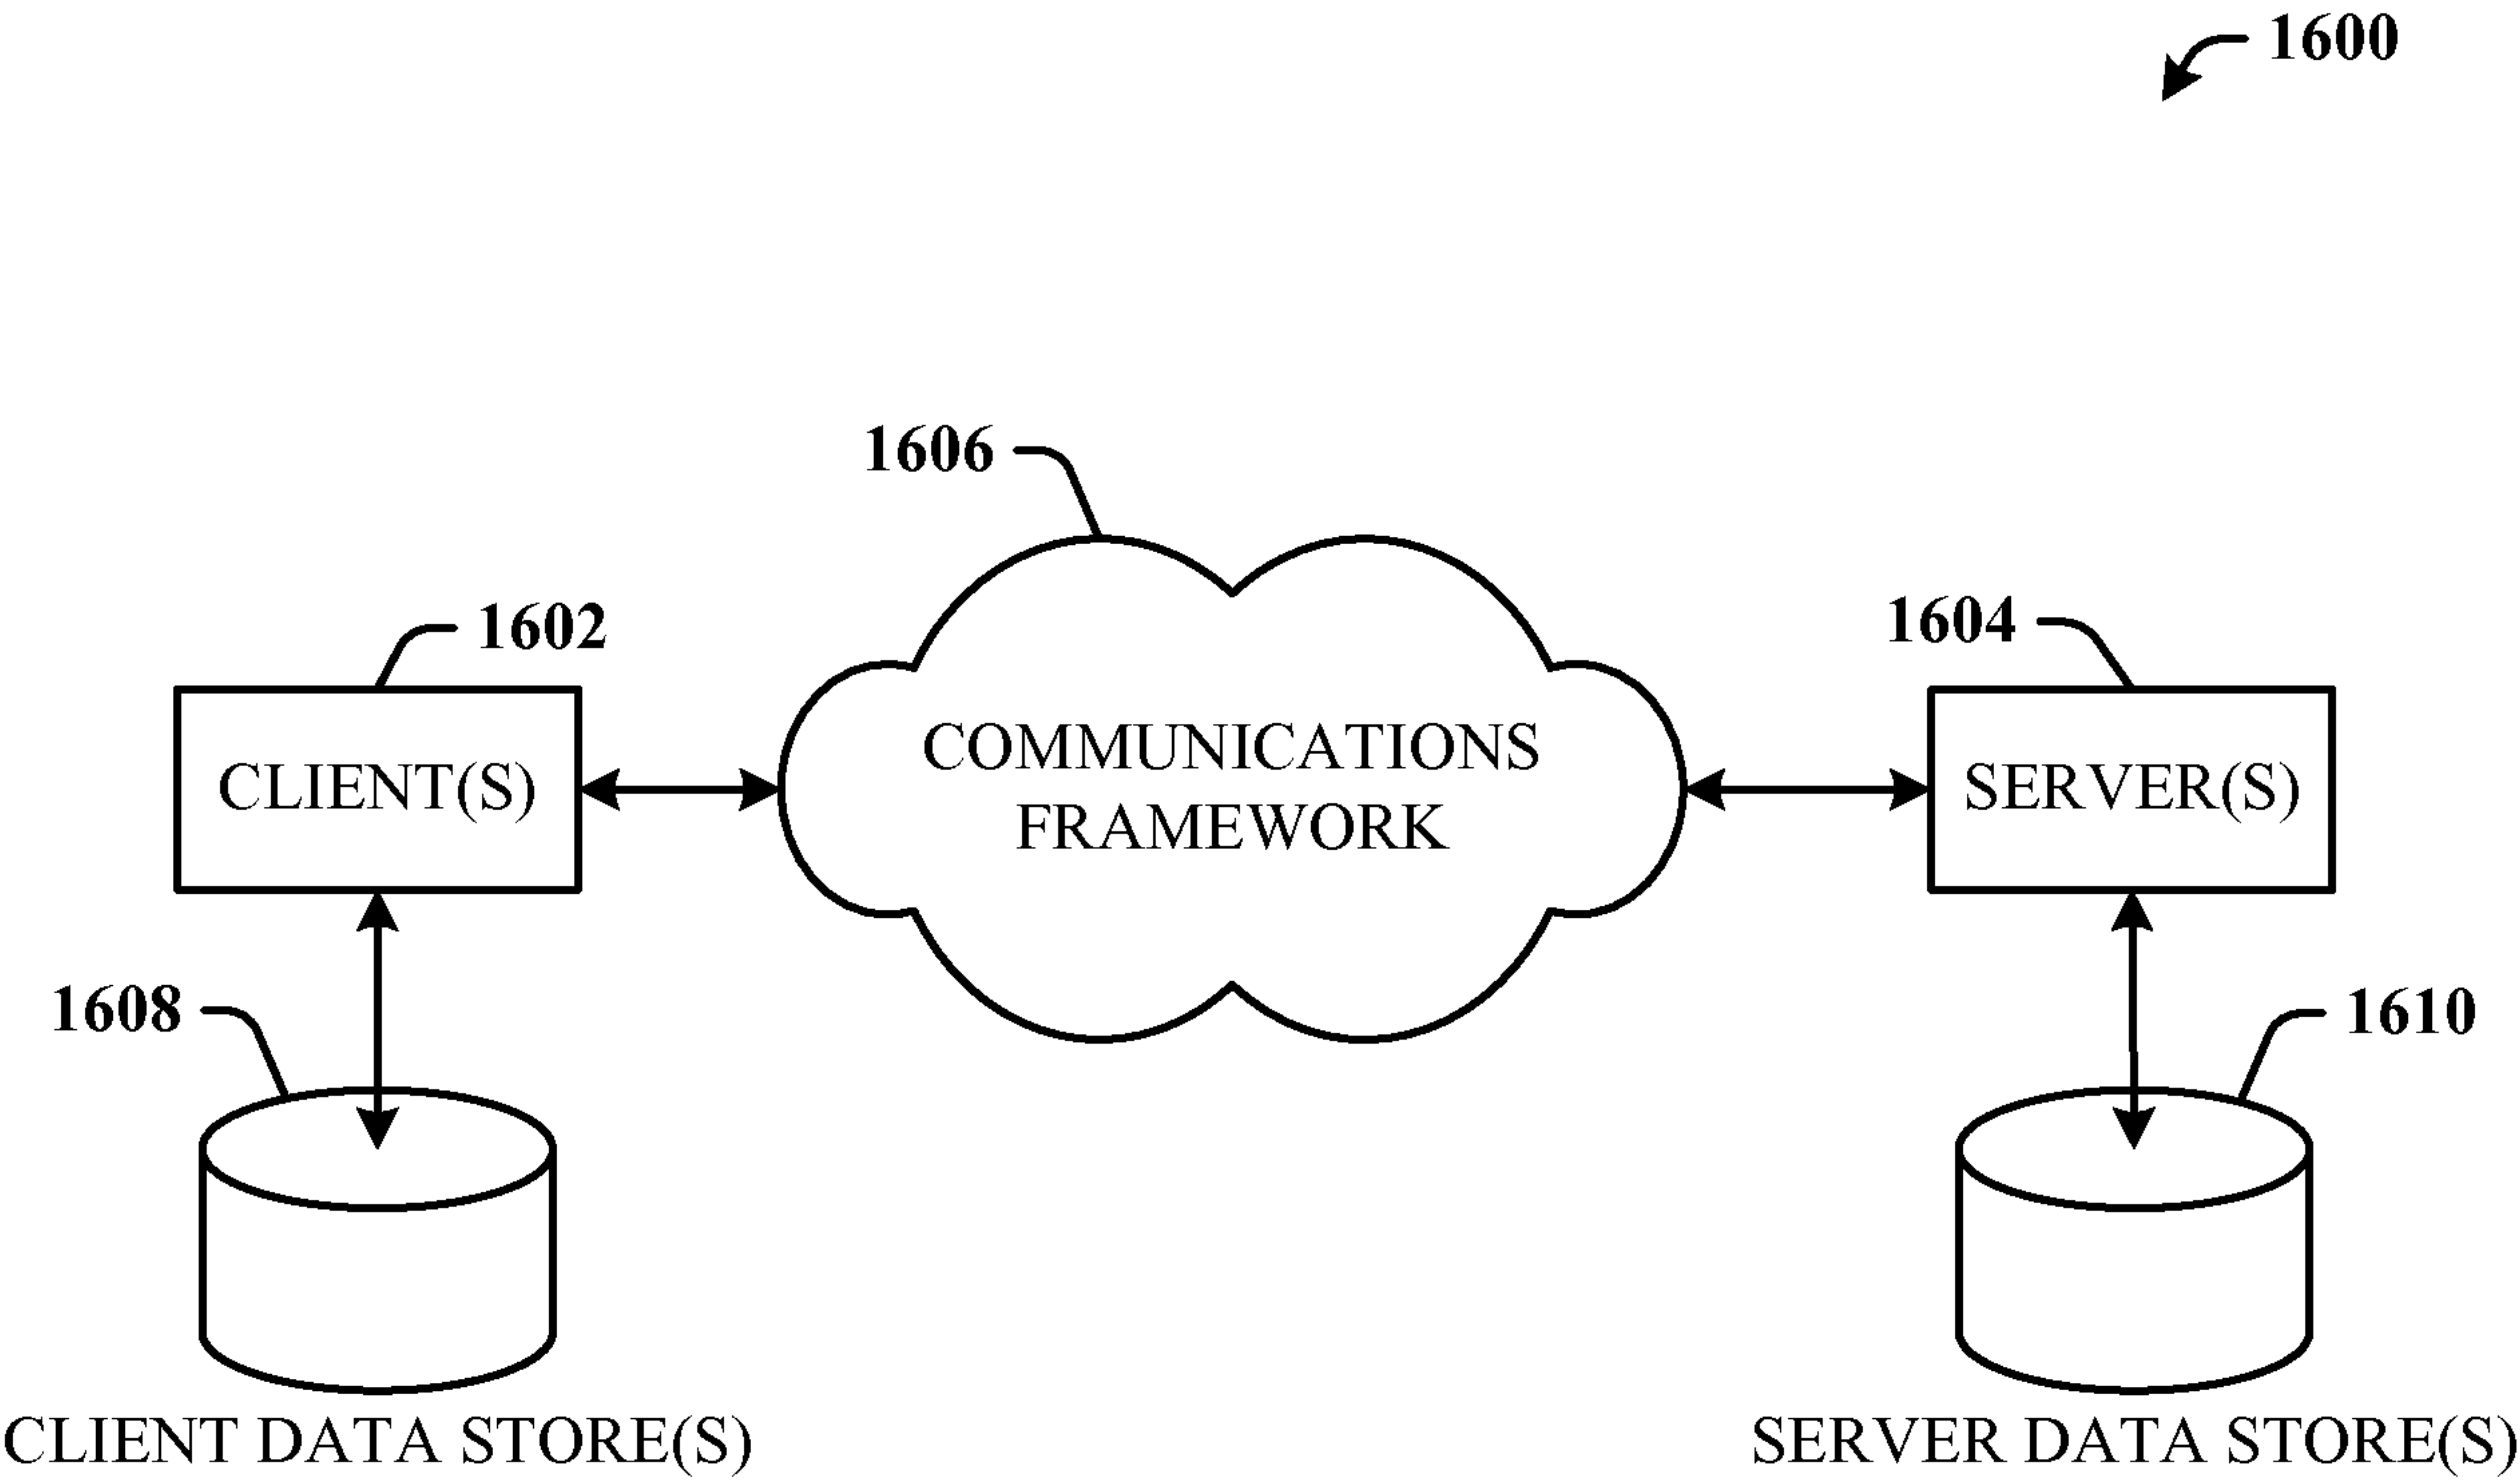 1600
1606
1602
1604
CLIENT(S)
COMMUNICATIONS
FRAMEWORK
SERVER(S)
1608
1610
CLIENT DATA STORE(S)
SERVER DATA STORE(S)